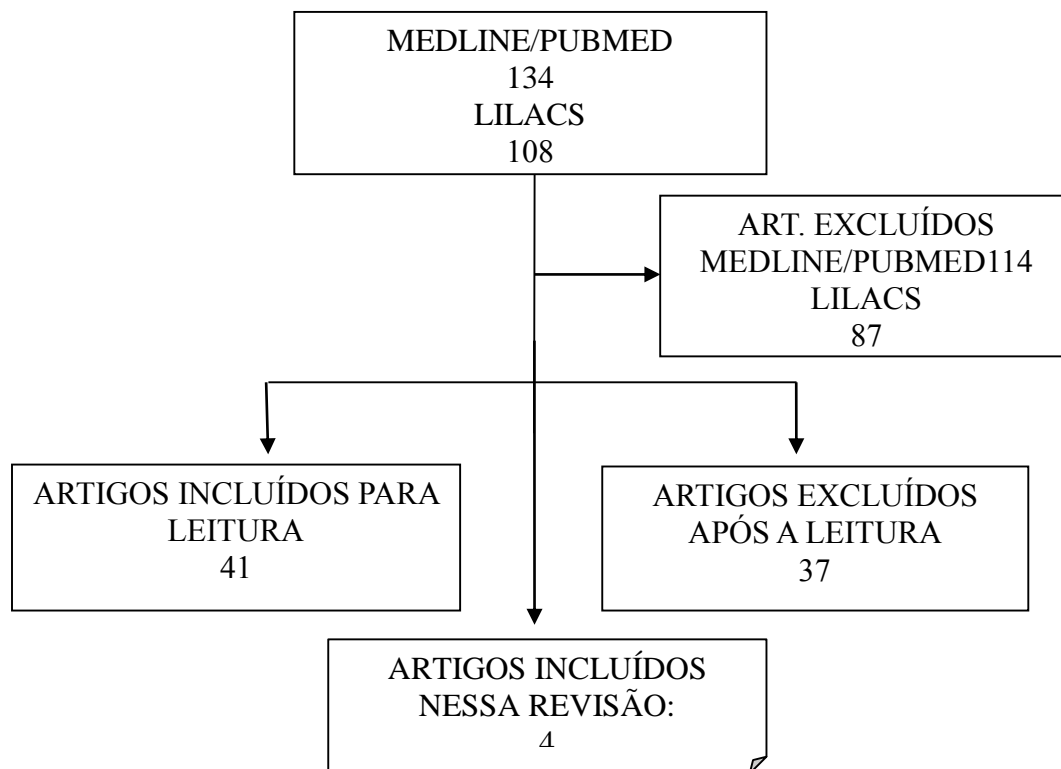 MEDLINE/PUBMED
134
LILACS
108
ART. EXCLUÍDOS
MEDLINE/PUBMED114
LILACS
87
ARTIGOS INCLUÍDOS PARA
LEITURA
41
ARTIGOS EXCLUÍDOS
APÓS A LEITURA
37
ARTIGOS INCLUÍDOS
NESSA REVISÃO:
4